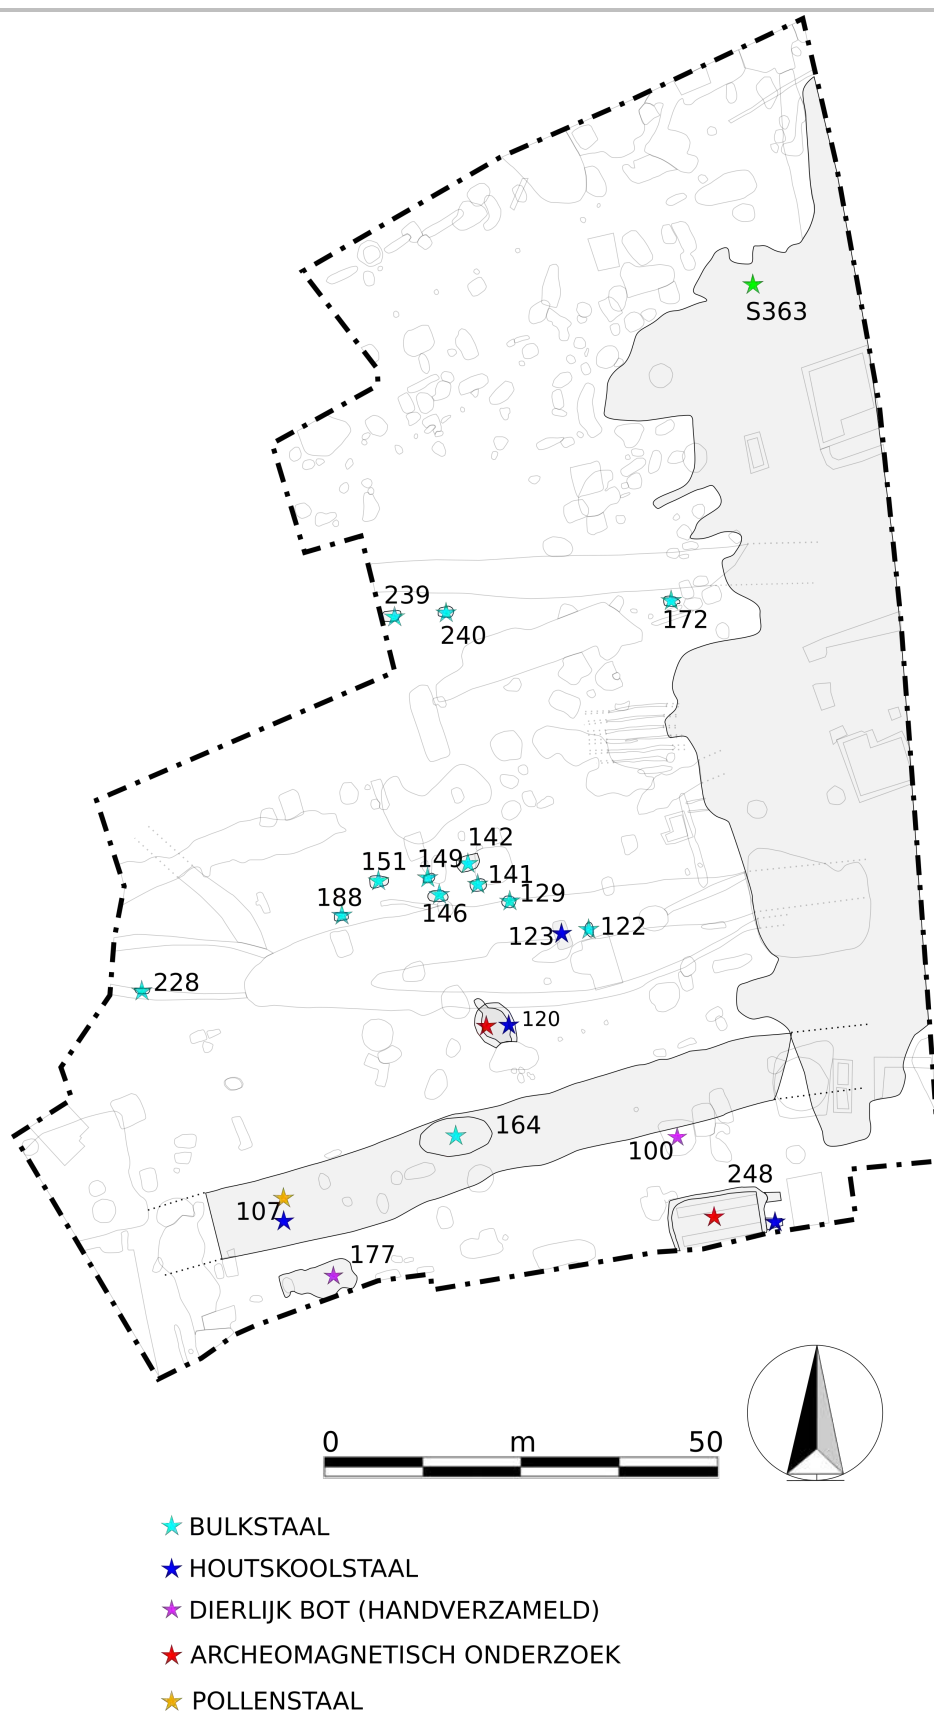 S363
239
240
172
142
151
149
141
129
188
146
123
122
228
120
164
100
248
107
177
0 m 50
BULKSTAAL
HOUTSKOOLSTAAL
DIERLIJK BOT (HANDVERZAMELD)
ARCHEOMAGNETISCH ONDERZOEK
POLLENSTAAL